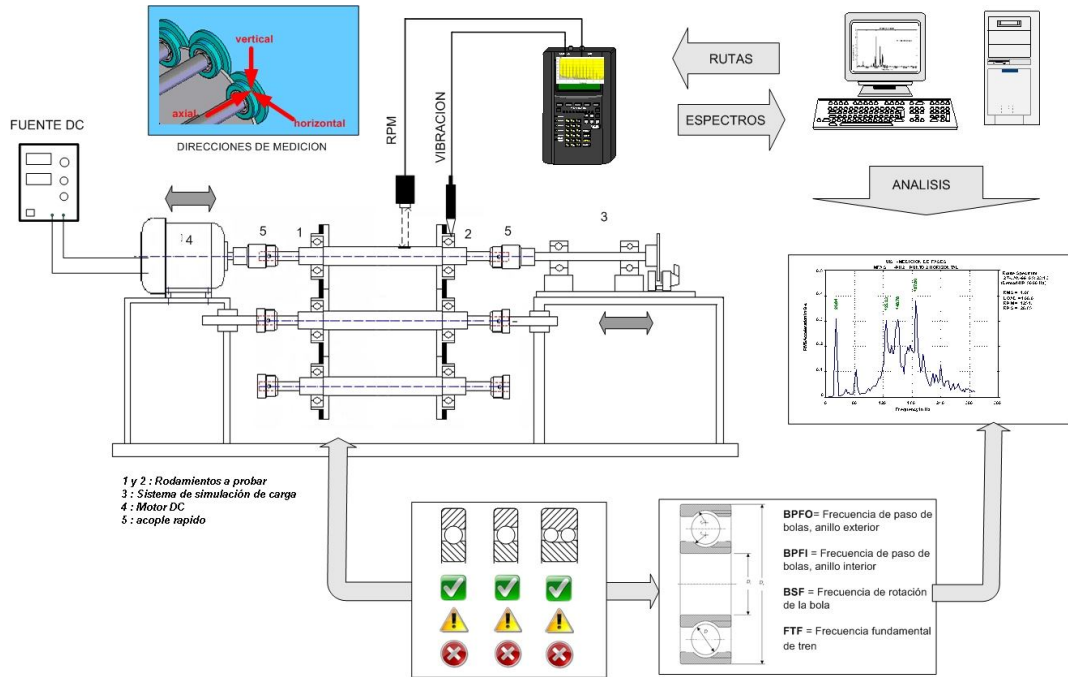 vertical
axial
horizontal
DIRECCIONES DE MEDICION
FUENTE DC
RPM
VIBRACION
RUTAS
ESPECTROS
ANALISIS
4
5
1
2
5
3
1 y 2 : Rodamientos a probar
3 : Sistema de simulación de carga
4 : Motor DC
5 : acople rapido
BPFO= Frecuencia de paso de
bolas, anillo exterior
BPFI = Frecuencia de paso de
bolas, anillo interior
BSF = Frecuencia de rotación
de la bola
FTF = Frecuencia fundamental
de tren